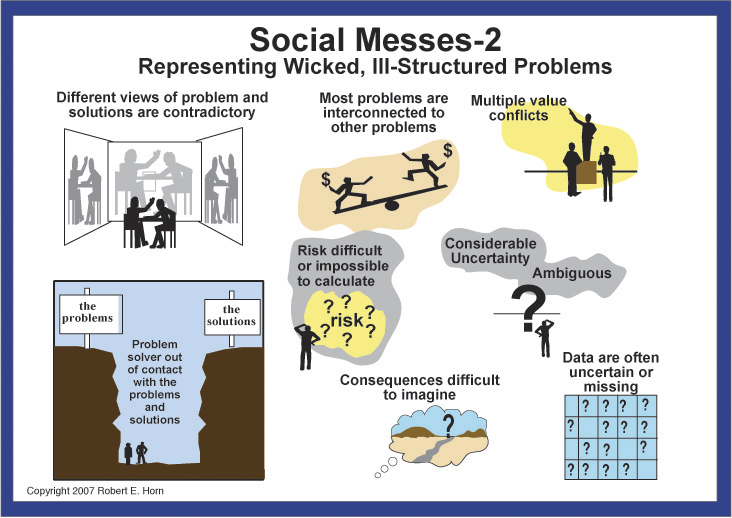 Social Messes-2
Representing Wicked, Ill-Structured Problems
Different views of problem and
solutions are contradictory
Most problems are
interconnected to
other problems
Multiple value
conflicts
$
$
Risk difficult
or impossible
to calculate
? ? ?
? risk ?
? ? ?
Considerable
Uncertainty
Ambiguous
?
the
problems
the
solutions
Problem
solver out
of contact
with the
problems
and
solutions
Consequences difficult
to imagine
?
Data are often
uncertain or
missing
? ? ? ?
? ? ? ?
? ?
? ? ? ?
Copyright 2007 Robert E. Horn